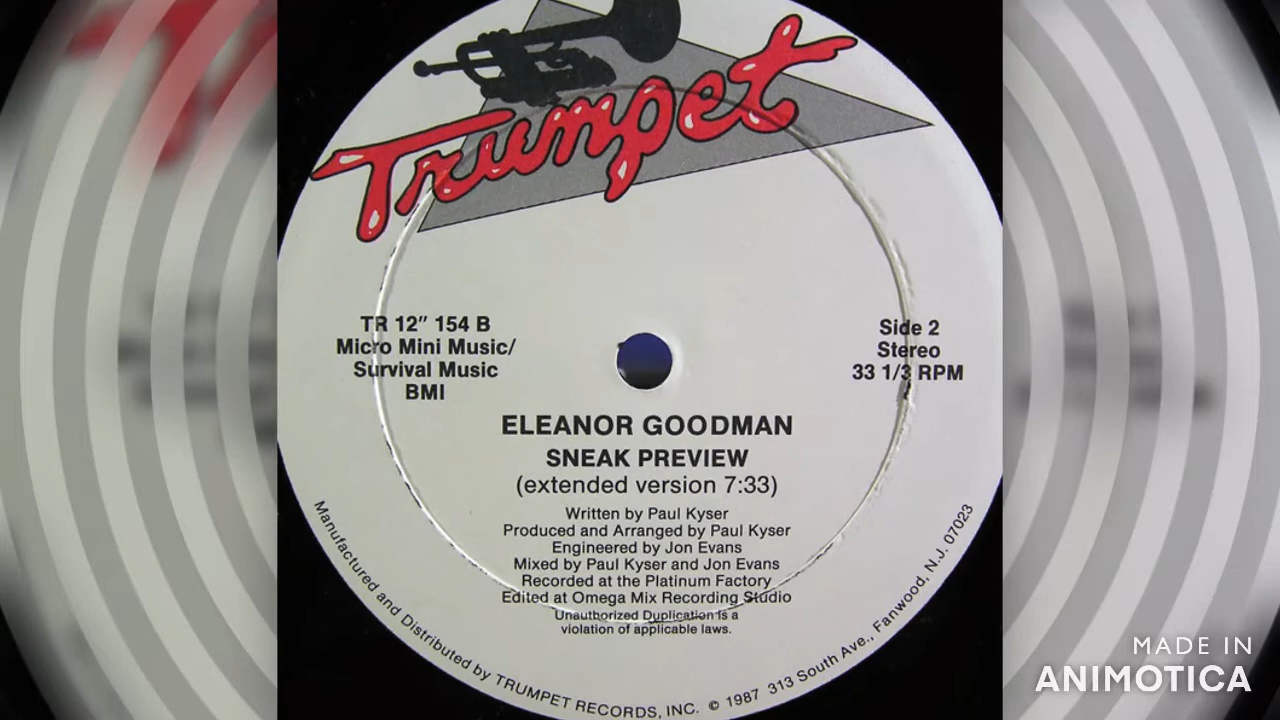 Trumpet
TR 12″ 154 B
Micro Mini Music/
Survival Music
BMI
Side 2
Stereo
33 1/3 RPM
ELEANOR GOODMAN
SNEAK PREVIEW
(extended version 7:33)
Written by Paul Kyser
Produced and Arranged by Paul Kyser
Engineered by Jon Evans
Mixed by Paul Kyser and Jon Evans
Recorded at the Platinum Factory
Edited at Omega Mix Recording Studio
Unauthorized Duplication is a
violation of applicable laws.
Manufactured and Distributed by TRUMPET RECORDS, INC. © 1987 313 South Ave., Fanwood, N.J. 07023
MADE IN
ANIMOTICA